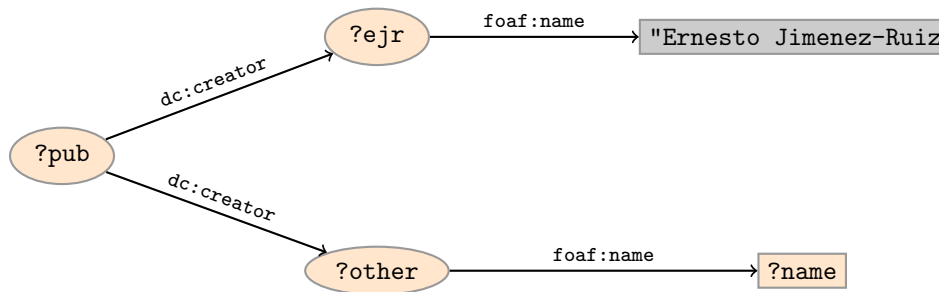 ?ejr
foaf:name
"Ernesto Jimenez-Ruiz
dc:creator
?pub
dc:creator
?other
foaf:name
?name